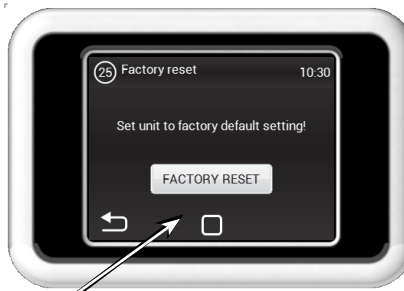 25 Factory reset 10:30
Set unit to factory default setting!
FACTORY RESET